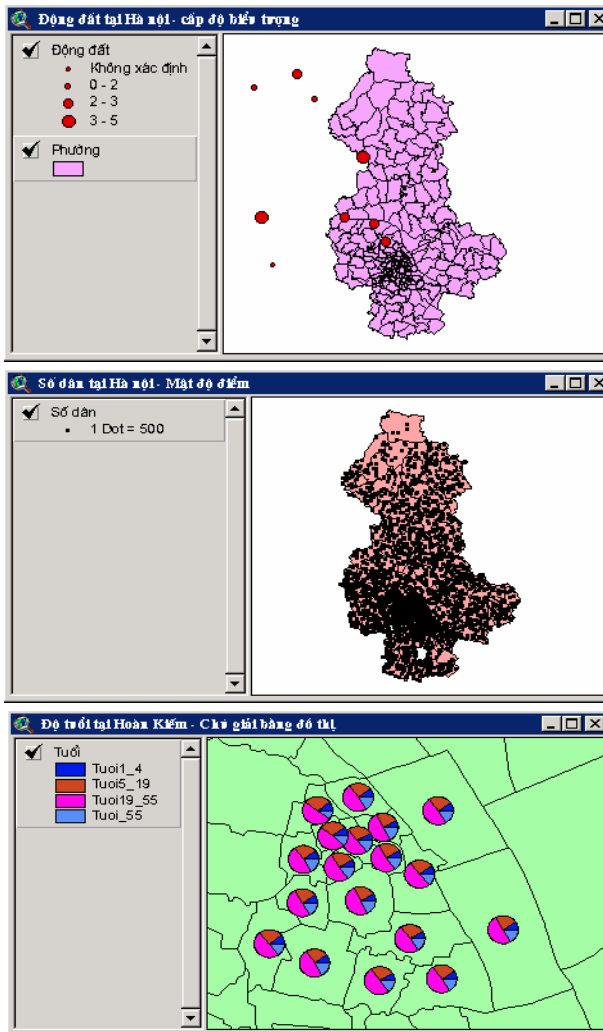 Động đất tại Hà nội - cấp độ biểu tượng
Động đất
Không xác định
0 - 2
2 - 3
3 - 5
Phường
Số dân tại Hà nội - Mật độ điểm
Số dân
1 Dot = 500
Độ tuổi tại Hoàn Kiếm - Chú giải bằng đồ thị
Tuổi
Tuoi1_4
Tuoi5_19
Tuoi19_55
Tuoi_55